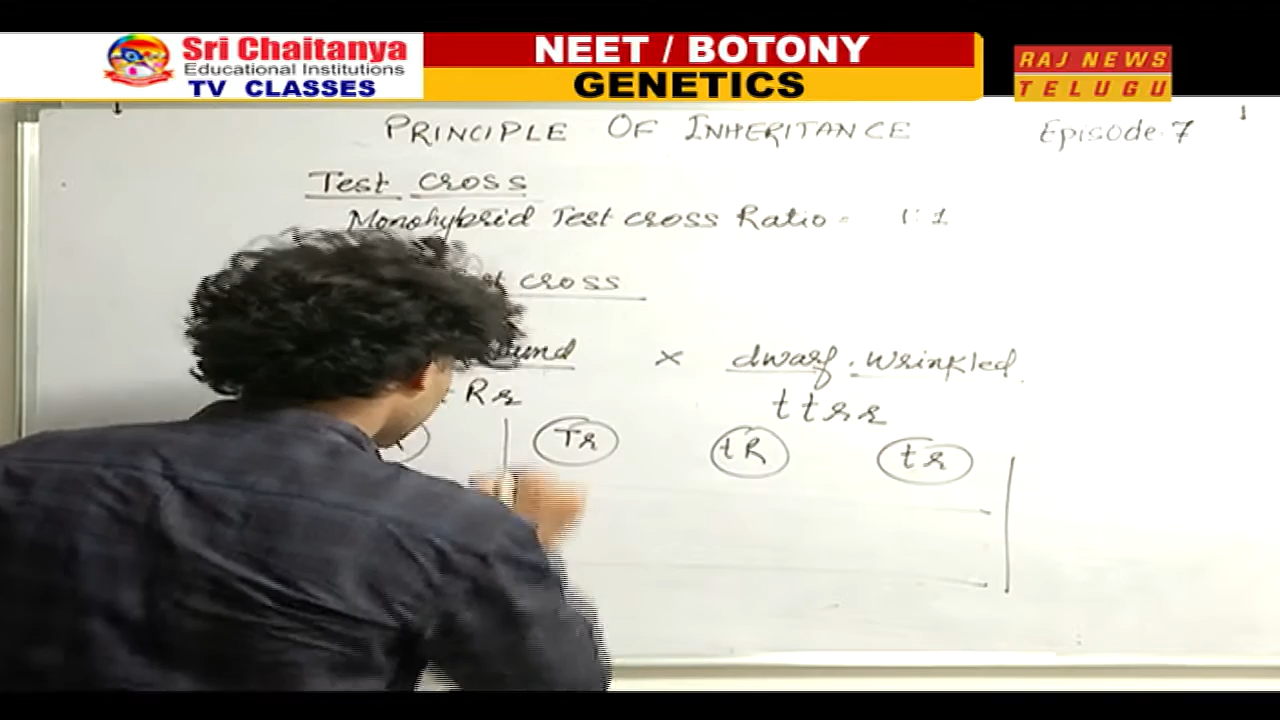 Sri Chaitanya
Educational Institutions
TV CLASSES
NEET / BOTONY
GENETICS
RAJ NEWS
TELUGU
PRINCIPLE OF INHERITANCE
Episode-7
Test cross
Monohybrid Test cross Ratio = 1:1
cross
× dwarf wrinkled
Rr
ttrr
Tr
tR
tr